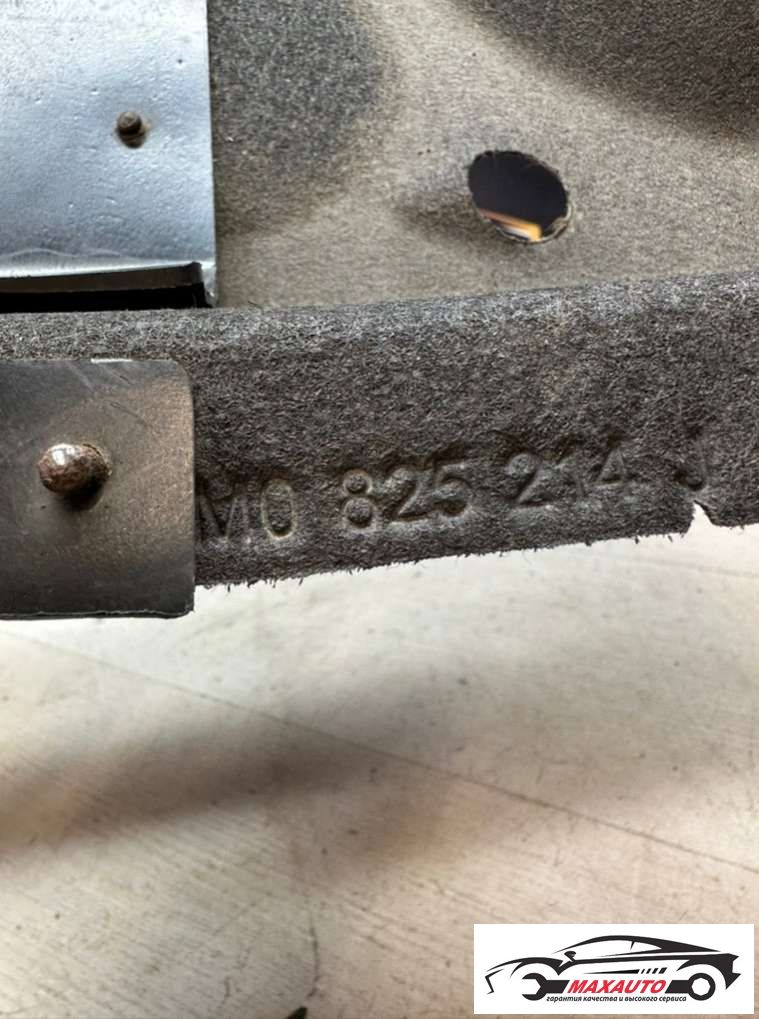 M0 825 214 J
MAXAUTO
гарантия качества и высокого сервиса